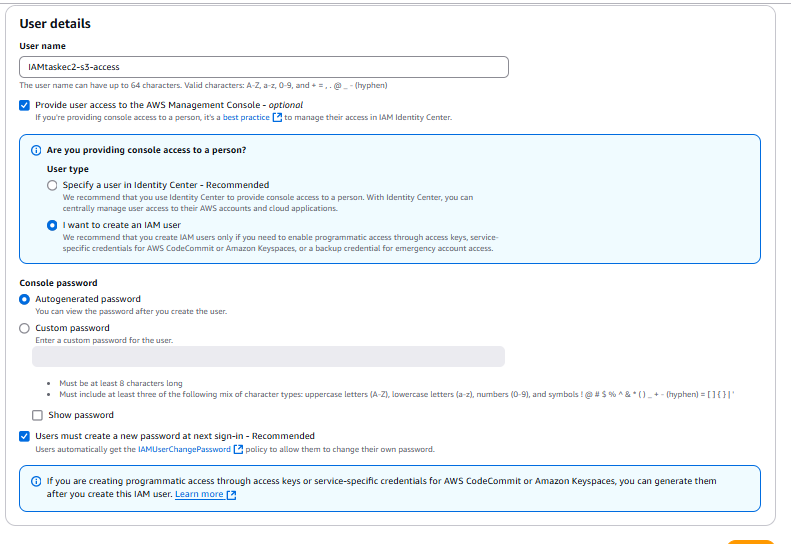 User details
User name
IAMtaskec2-s3-access
The user name can have up to 64 characters. Valid characters: A-Z, a-z, 0-9, and + = , . @ _ - (hyphen)
Provide user access to the AWS Management Console - optional
If you're providing console access to a person, it's a best practice to manage their access in IAM Identity Center.
Are you providing console access to a person?
User type
Specify a user in Identity Center - Recommended
We recommend that you use Identity Center to provide console access to a person. With Identity Center, you can
centrally manage user access to their AWS accounts and cloud applications.
I want to create an IAM user
We recommend that you create IAM users only if you need to enable programmatic access through access keys, service-
specific credentials for AWS CodeCommit or Amazon Keyspaces, or a backup credential for emergency account access.
Console password
Autogenerated password
You can view the password after you create the user.
Custom password
Enter a custom password for the user.
• Must be at least 8 characters long
• Must include at least three of the following mix of character types: uppercase letters (A-Z), lowercase letters (a-z), numbers (0-9), and symbols ! @ # $ % ^ & * ( ) _ + - (hyphen) = [ ] { } | '
Show password
Users must create a new password at next sign-in - Recommended
Users automatically get the IAMUserChangePassword policy to allow them to change their own password.
If you are creating programmatic access through access keys or service-specific credentials for AWS CodeCommit or Amazon Keyspaces, you can generate them
after you create this IAM user. Learn more